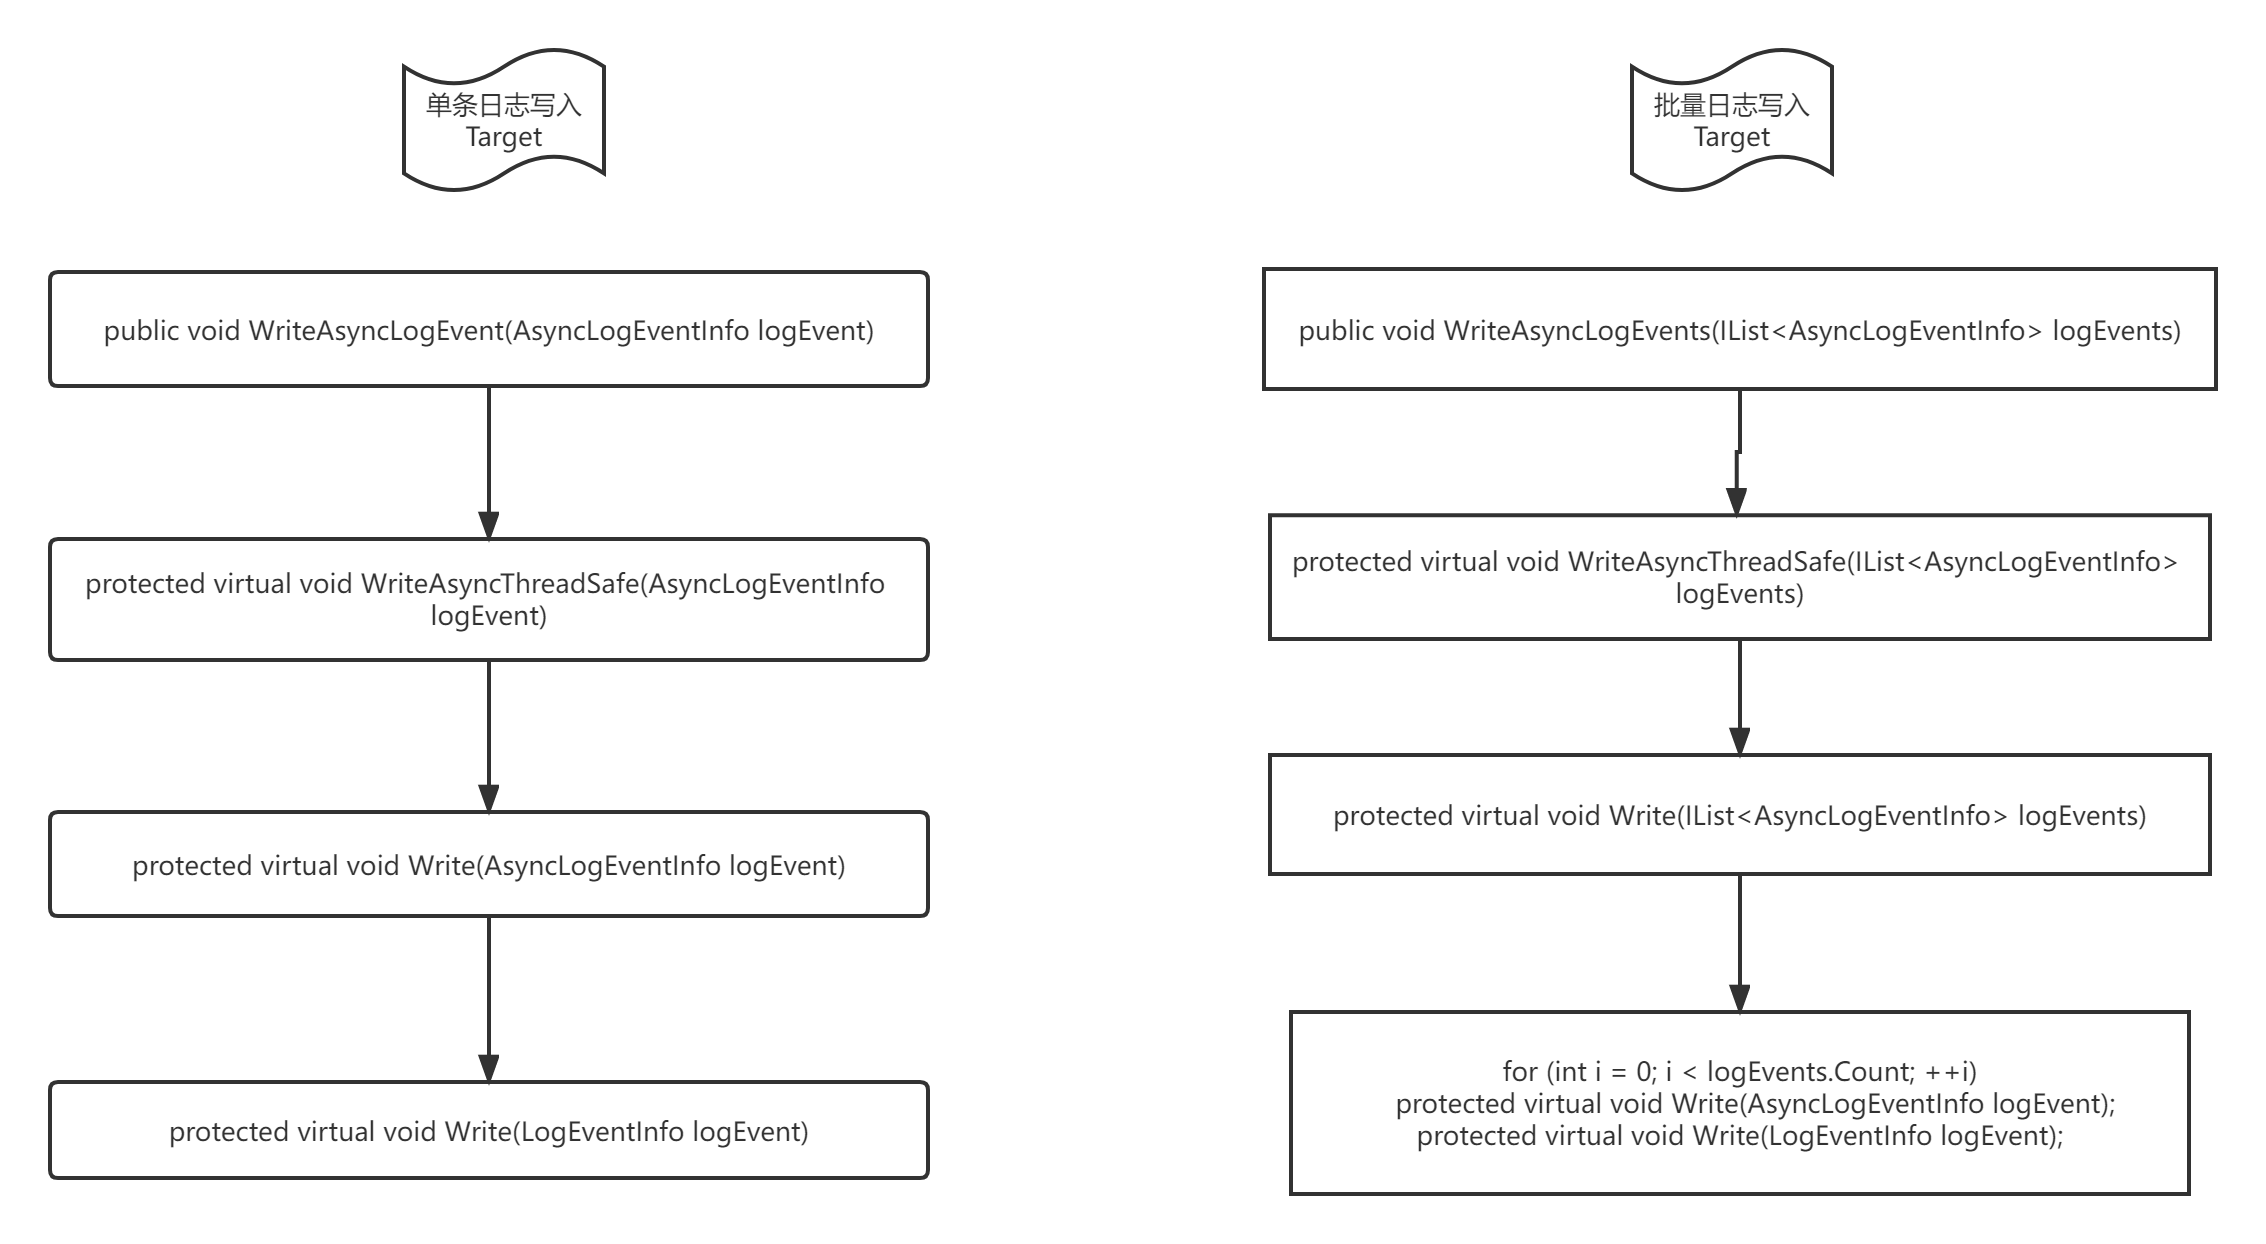 单条日志写入
Target
public void WriteAsyncLogEvent(AsyncLogEventInfo logEvent)
protected virtual void WriteAsyncThreadSafe(AsyncLogEventInfo
logEvent)
protected virtual void Write(AsyncLogEventInfo logEvent)
protected virtual void Write(LogEventInfo logEvent)
批量日志写入
Target
public void WriteAsyncLogEvents(IList<AsyncLogEventInfo> logEvents)
protected virtual void WriteAsyncThreadSafe(IList<AsyncLogEventInfo>
logEvents)
protected virtual void Write(IList<AsyncLogEventInfo> logEvents)
for (int i = 0; i < logEvents.Count; ++i)
protected virtual void Write(AsyncLogEventInfo logEvent);
protected virtual void Write(LogEventInfo logEvent);